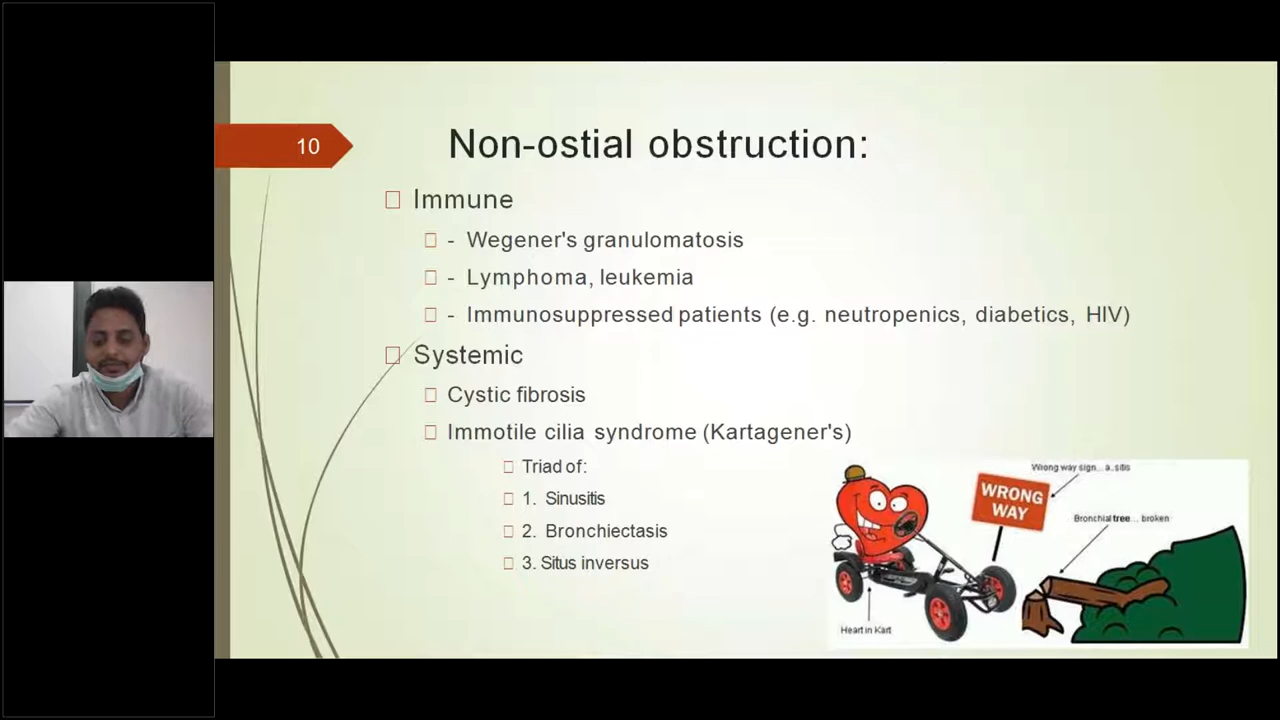 10
Non-ostial obstruction:
Immune
- Wegener's granulomatosis
- Lymphoma, leukemia
- Immunosuppressed patients (e.g. neutropenics, diabetics, HIV)
Systemic
Cystic fibrosis
Immotile cilia syndrome (Kartagener's)
Triad of:
1. Sinusitis
2. Bronchiectasis
3. Situs inversus
Wrong way sign...
WRONG
WAY
Bronchial tree... broken
Heart in Kart